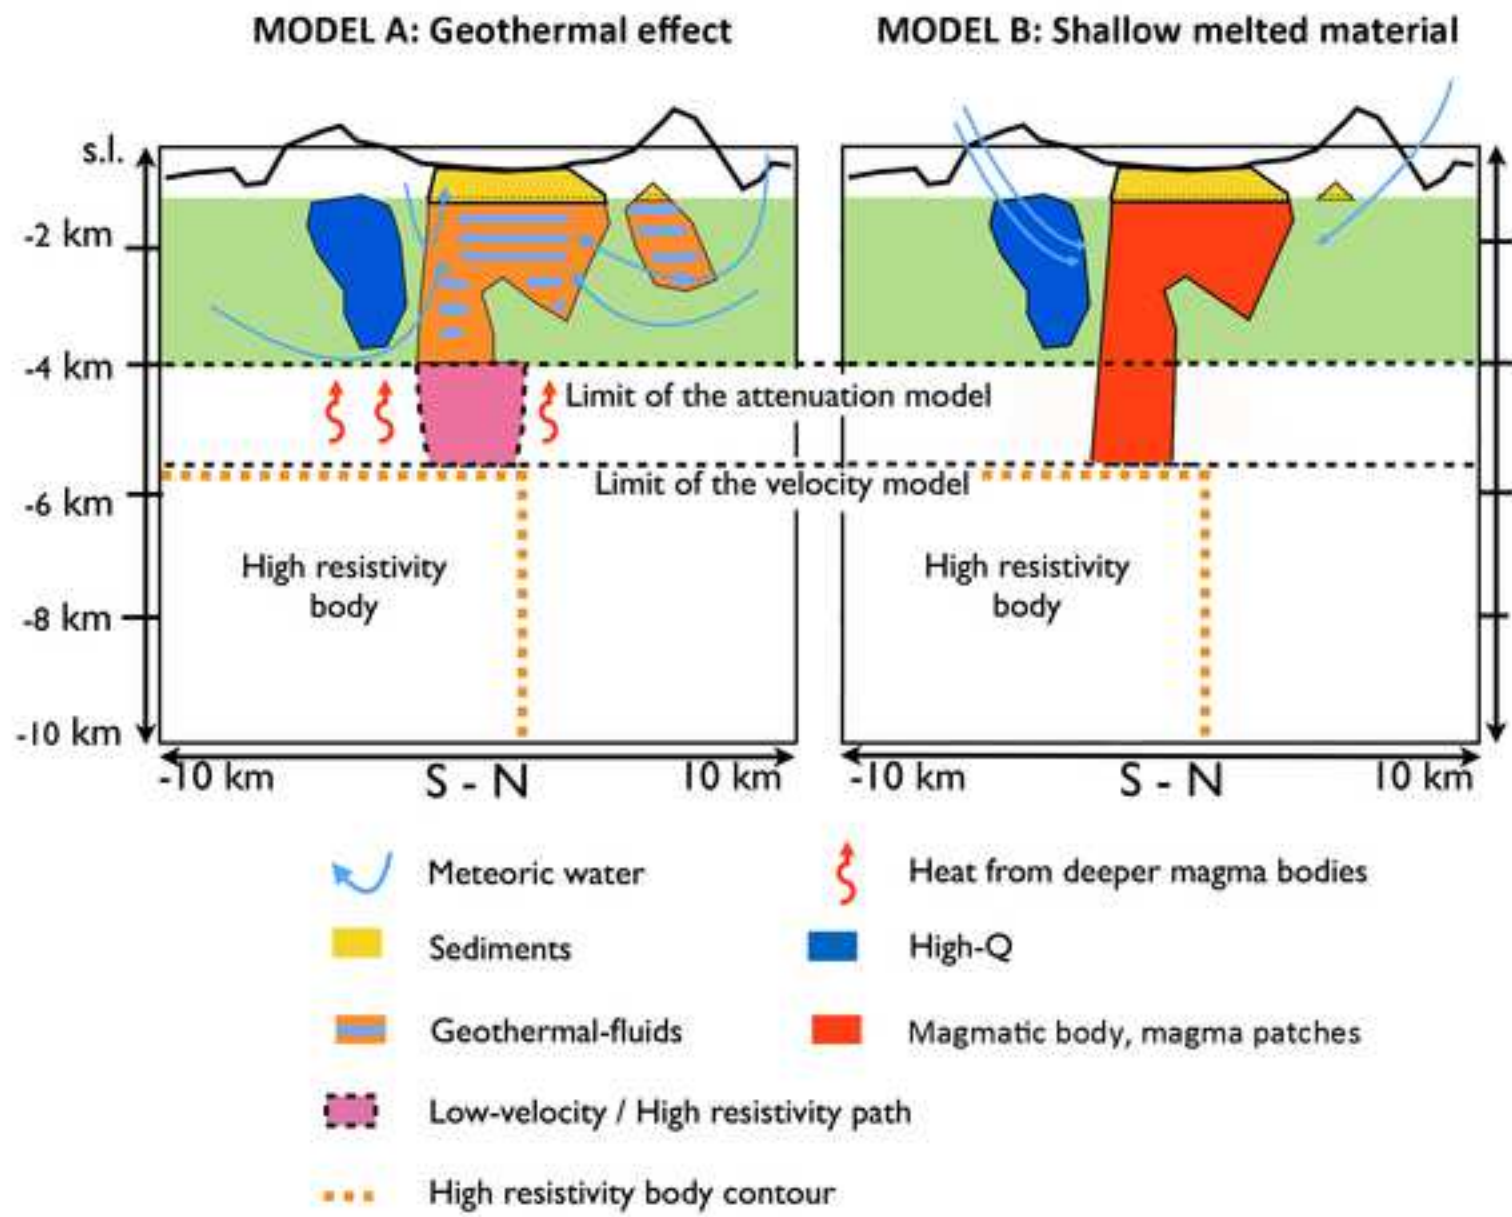 MODEL A: Geothermal effect
MODEL B: Shallow melted material
s.l.
-2 km
-4 km
Limit of the attenuation model
Limit of the velocity model
-6 km
High resistivity
body
High resistivity
body
-8 km
-10 km
-10 km
S - N
10 km
-10 km
S - N
10 km
Meteoric water
Heat from deeper magma bodies
Sediments
High-Q
Geothermal-fluids
Magmatic body, magma patches
Low-velocity / High resistivity path
High resistivity body contour